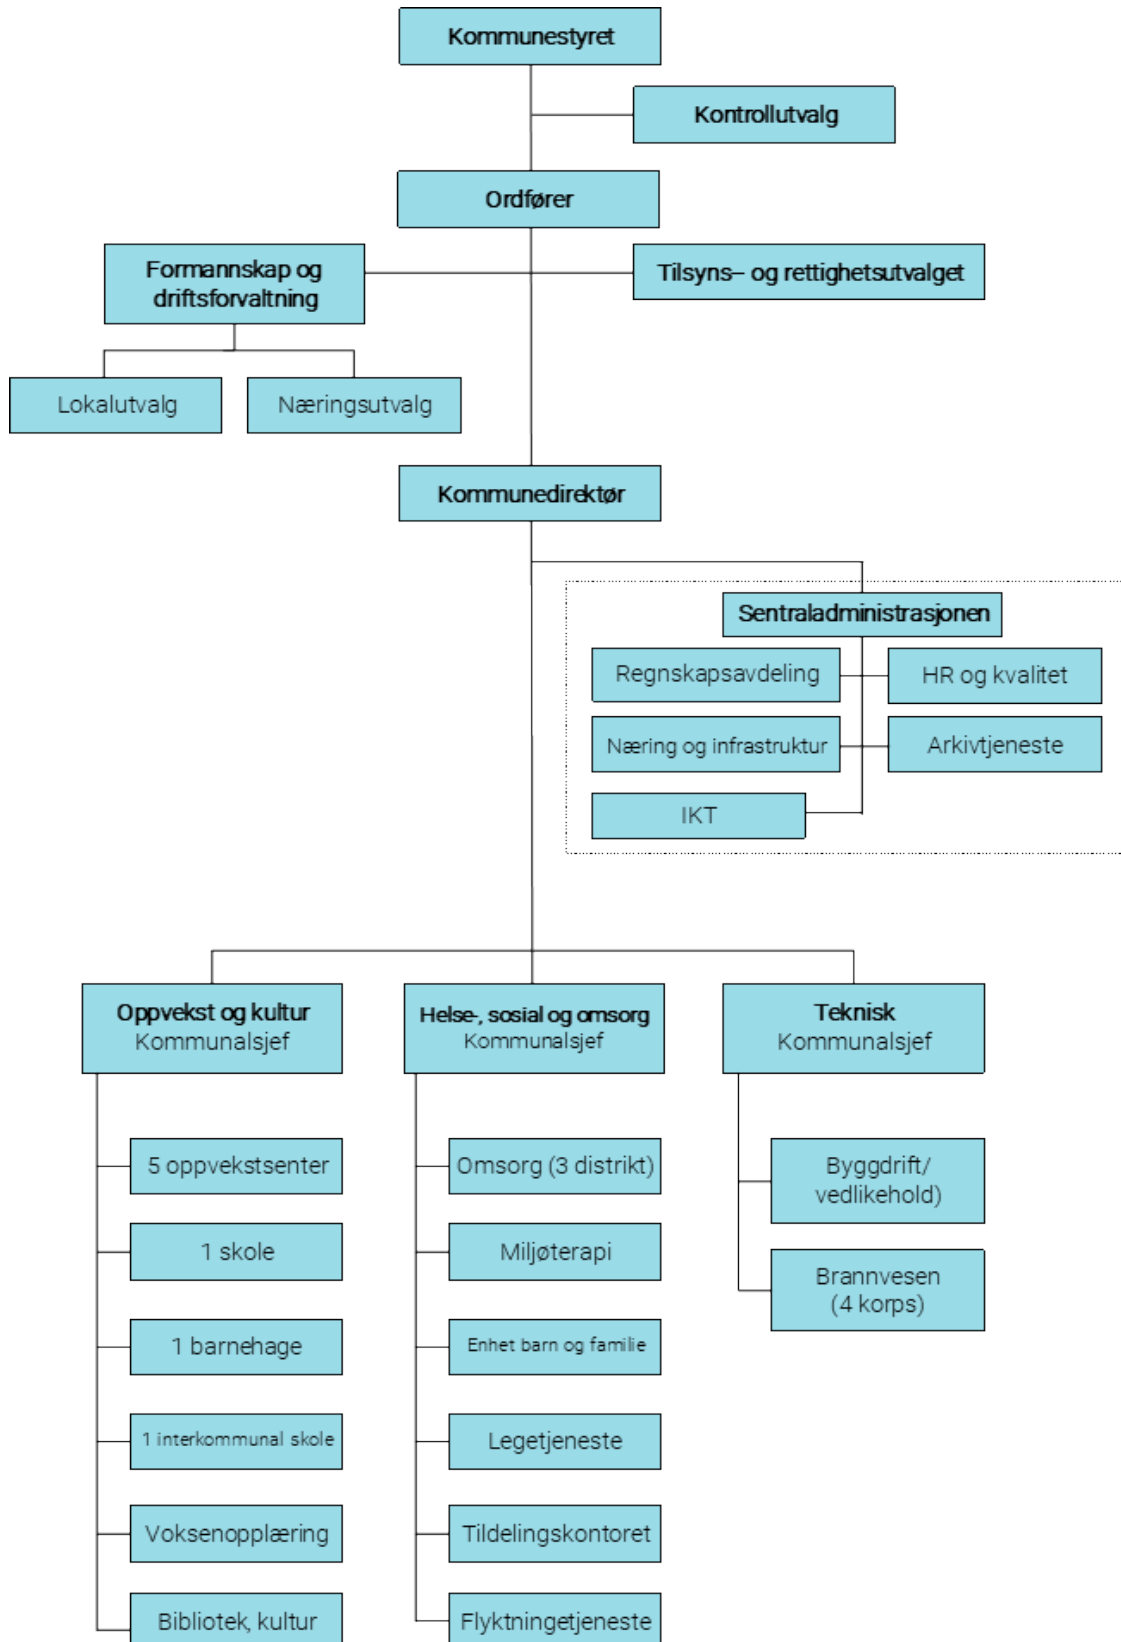 Kommunestyret
Kontrollutvalg
Ordfører
Formannskap og
driftsforvaltning
Tilsyns– og rettighetsutvalget
Lokalutvalg
Næringsutvalg
Kommunedirektør
Sentraladministrasjonen
Regnskapsavdeling
HR og kvalitet
Næring og infrastruktur
Arkivtjeneste
IKT
Oppvekst og kultur
Kommunalsjef
5 oppvekstsenter
1 skole
1 barnehage
1 interkommunal skole
Voksenopplæring
Bibliotek, kultur
Helse-, sosial og omsorg
Kommunalsjef
Omsorg (3 distrikt)
Miljøterapi
Enhet barn og familie
Legetjeneste
Tildelingskontoret
Flyktningetjeneste
Teknisk
Kommunalsjef
Byggdrift/
vedlikehold)
Brannvesen
(4 korps)